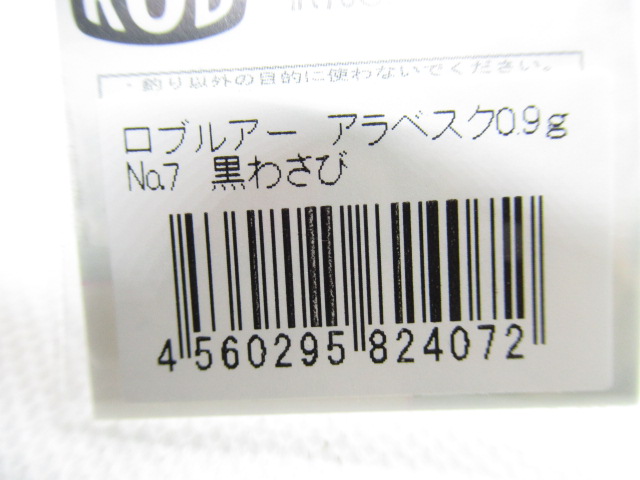 ROD
・釣り以外の目的に使わないでください。
ロブルアー　アラベスク0.9g
No.7　黒わさび
4 560295 824072